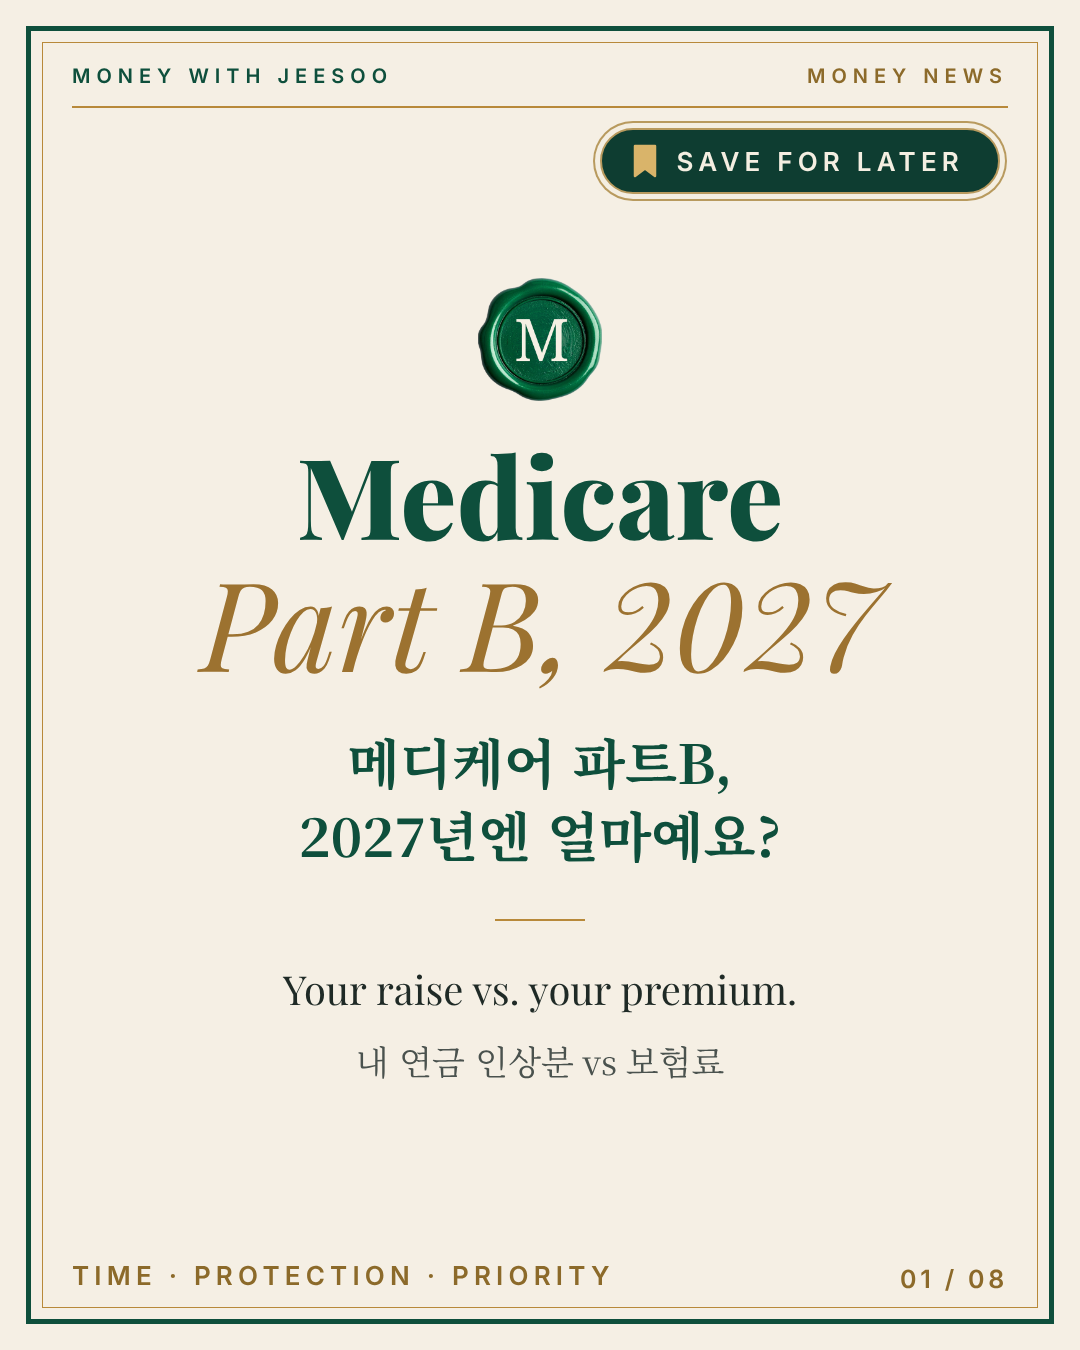 MONEY WITH JEESOO
MONEY NEWS
SAVE FOR LATER
M
Medicare
Part B, 2027
메디케어 파트B,
2027년엔 얼마예요?
Your raise vs. your premium.
내 연금 인상분 vs 보험료
TIME · PROTECTION · PRIORITY
01 / 08